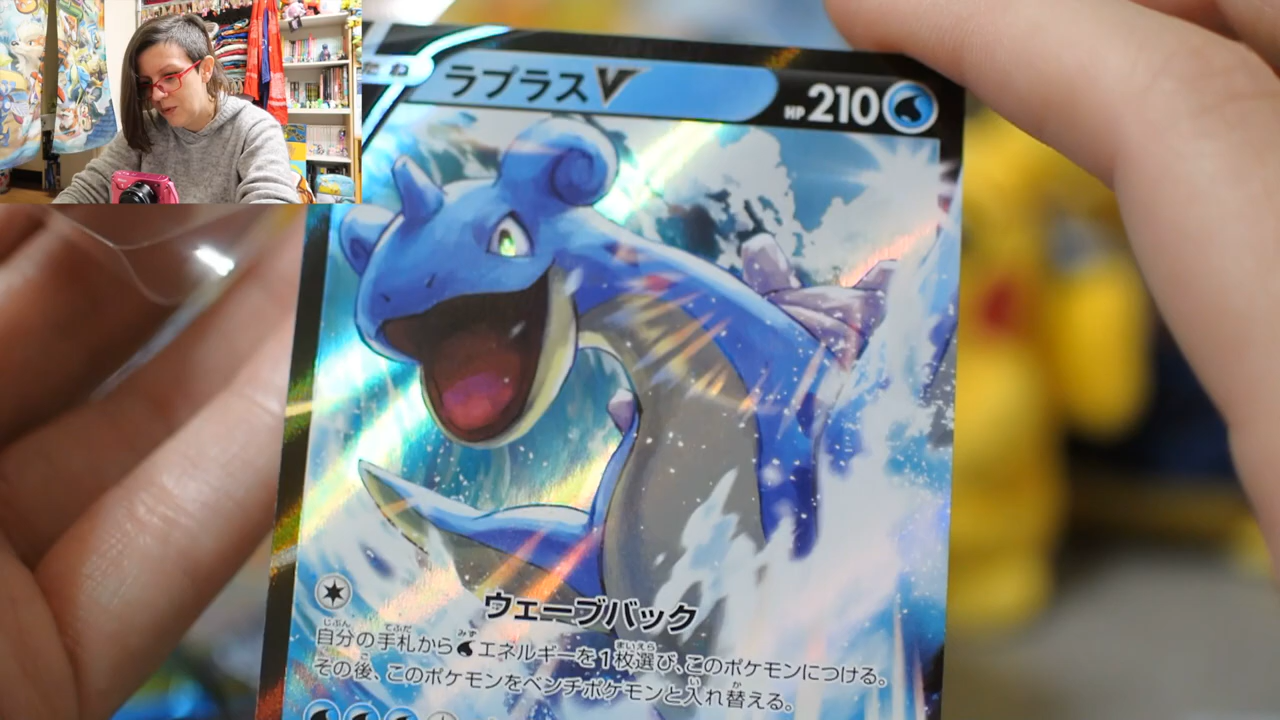 たね
ラプラスV
HP210
ウェーブバック
自分の手札からエネルギーを1枚選び、このポケモンにつける。
その後、このポケモンをベンチポケモンと入れ替える。